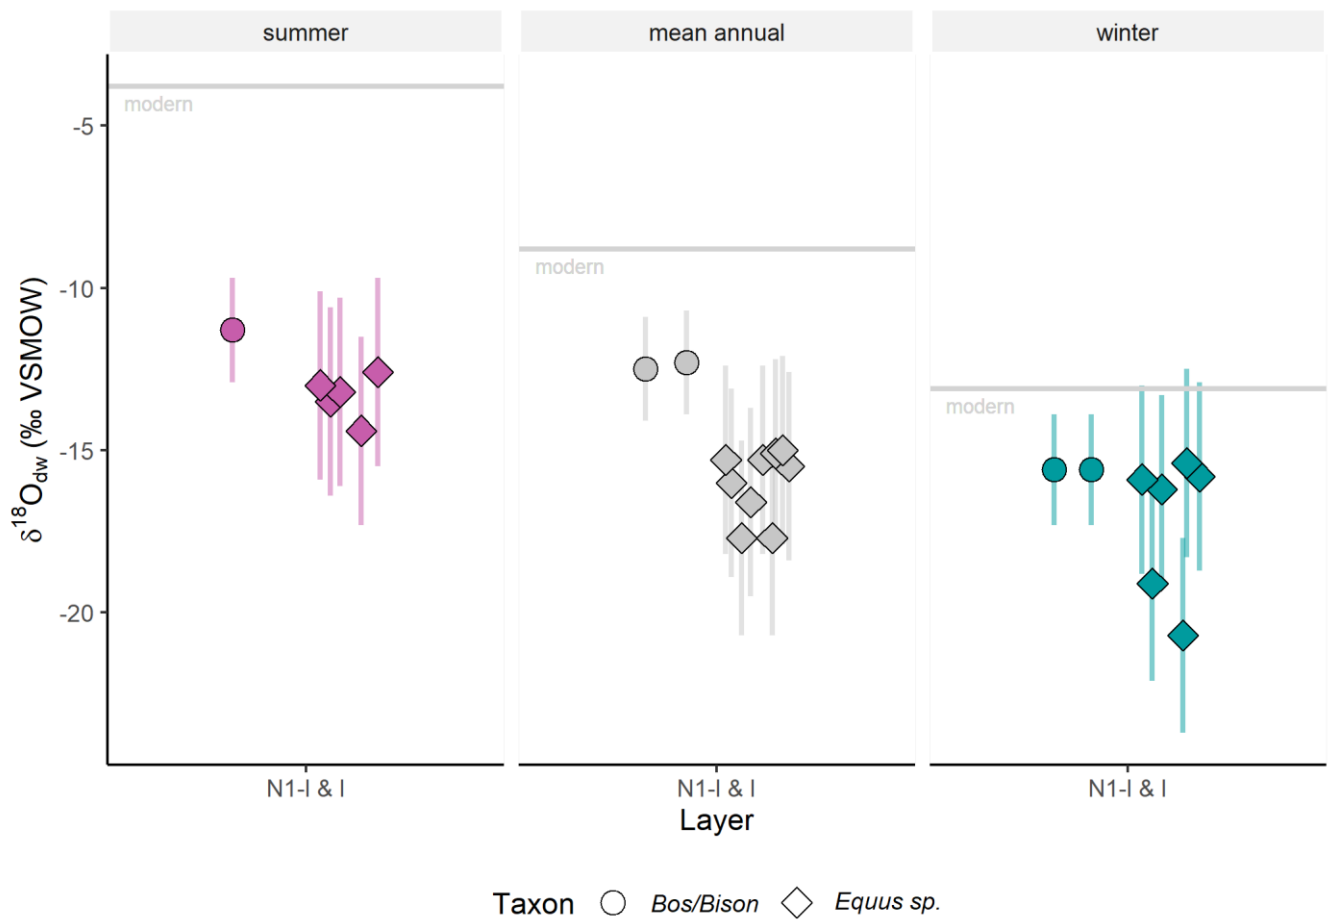 summer mean annual winter
modern
-5
modern
-10
modern
-15
-20
δ18Odw (‰ VSMOW)
N1-I & I N1-I & I N1-I & I
Layer
Taxon Bos/Bison Equus sp.